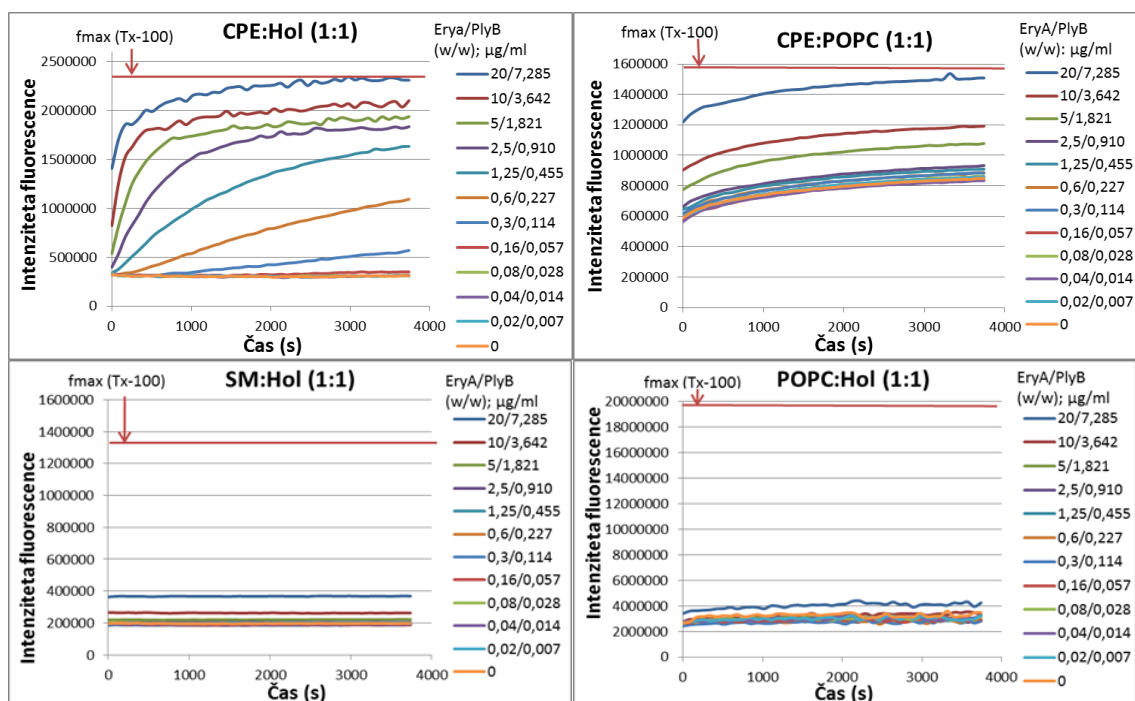 CPE:Hol (1:1)
fmax (Tx-100)
Intenziteta fluorescence
2500000
2000000
1500000
1000000
500000
0
0 1000 2000 3000 4000
Čas (s)
Erya/PlyB
(w/w); µg/ml
20/7,285
10/3,642
5/1,821
2,5/0,910
1,25/0,455
0,6/0,227
0,3/0,114
0,16/0,057
0,08/0,028
0,04/0,014
0,02/0,007
0
CPE:POPC (1:1)
fmax (Tx-100)
Intenziteta fluorescence
1600000
1400000
1200000
1000000
800000
600000
400000
200000
0
0 1000 2000 3000 4000
Čas (s)
EryA/PlyB
(w/w): µg/ml
20/7,285
10/3,642
5/1,821
2,5/0,910
1,25/0,455
0,6/0,227
0,3/0,114
0,16/0,057
0,08/0,028
0,04/0,014
0,02/0,007
0
SM:Hol (1:1)
fmax (Tx-100)
Intenziteta fluorescence
1600000
1400000
1200000
1000000
800000
600000
400000
200000
0
0 1000 2000 3000 4000
Čas (s)
EryA/PlyB
(w/w); µg/ml
20/7,285
10/3,642
5/1,821
2,5/0,910
1,25/0,455
0,6/0,227
0,3/0,114
0,16/0,057
0,08/0,028
0,04/0,014
0,02/0,007
0
POPC:Hol (1:1)
fmax (Tx-100)
Intenziteta fluorescence
20000000
18000000
16000000
14000000
12000000
10000000
8000000
6000000
4000000
2000000
0
0 1000 2000 3000 4000
Čas (s)
EryA/PlyB
(w/w); µg/ml
20/7,285
10/3,642
5/1,821
2,5/0,910
1,25/0,455
0,6/0,227
0,3/0,114
0,16/0,057
0,08/0,028
0,04/0,014
0,02/0,007
0